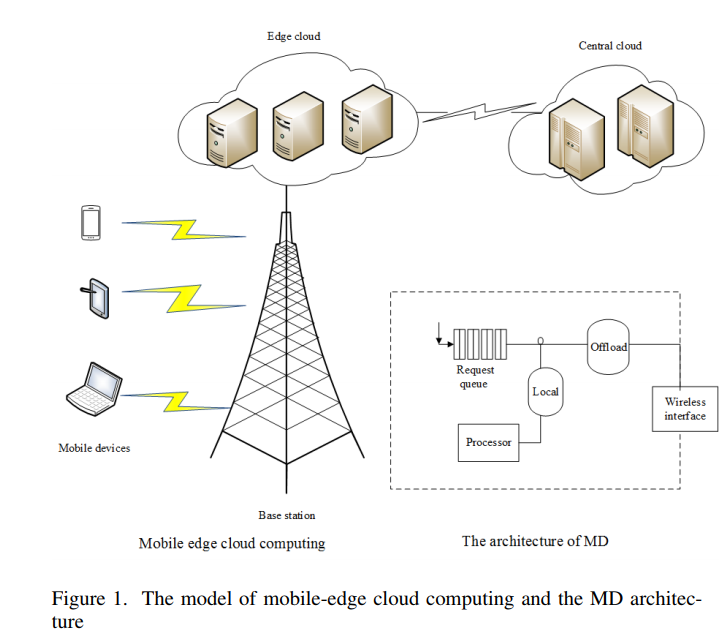 Edge cloud
Central cloud
Request
queue
Offload
Local
Wireless
interface
Processor
Mobile devices
Base station
Mobile edge cloud computing
The architecture of MD
Figure 1. The model of mobile-edge cloud computing and the MD architec-
ture